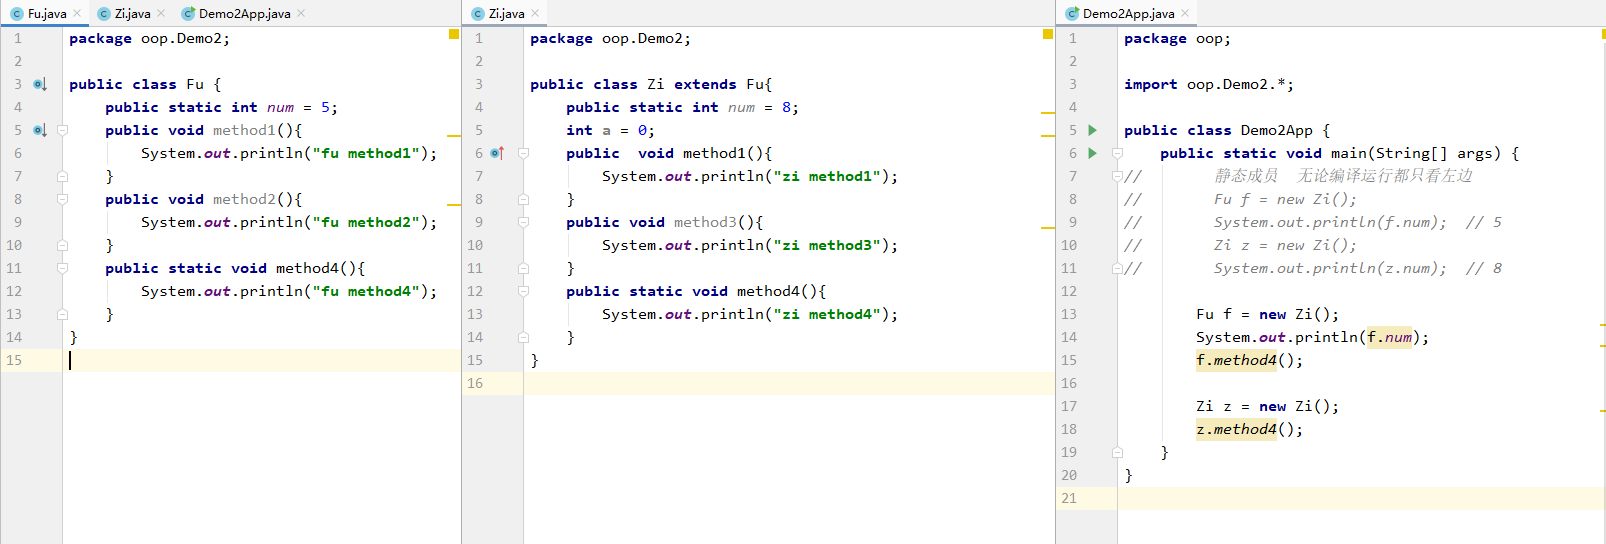 Fu.java
Zi.java
Demo2App.java
1 package oop.Demo2;
2
3 public class Fu {
4 public static int num = 5;
5 public void method1(){
6 System.out.println("fu method1");
7 }
8 public void method2(){
9 System.out.println("fu method2");
10 }
11 public static void method4(){
12 System.out.println("fu method4");
13 }
14 }
15
Zi.java
1 package oop.Demo2;
2
3 public class Zi extends Fu{
4 public static int num = 8;
5 int a = 0;
6 public  void method1(){
7 System.out.println("zi method1");
8 }
9 public void method3(){
10 System.out.println("zi method3");
11 }
12 public static void method4(){
13 System.out.println("zi method4");
14 }
15 }
16
Demo2App.java
1 package oop;
2
3 import oop.Demo2.*;
4
5 public class Demo2App {
6 public static void main(String[] args) {
7 // 静态成员  无论编译运行都只看左边
8 // Fu f = new Zi();
9 // System.out.println(f.num);  // 5
10 // Zi z = new Zi();
11 // System.out.println(z.num);  // 8
12
13 Fu f = new Zi();
14 System.out.println(f.num);
15 f.method4();
16
17 Zi z = new Zi();
18 z.method4();
19 }
20 }
21